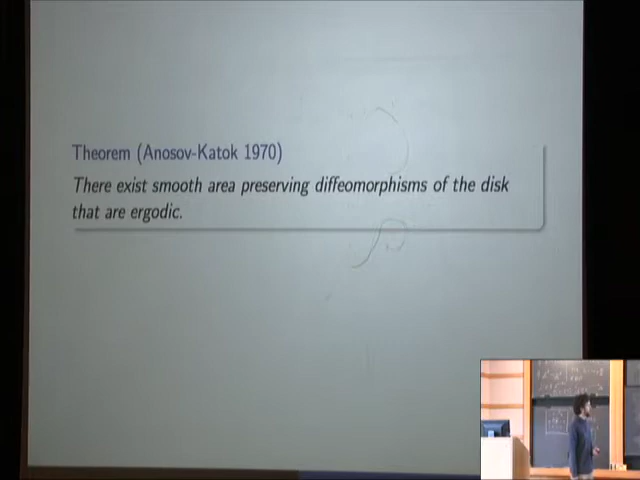 Theorem (Anosov-Katok 1970)
There exist smooth area preserving diffeomorphisms of the disk
that are ergodic.